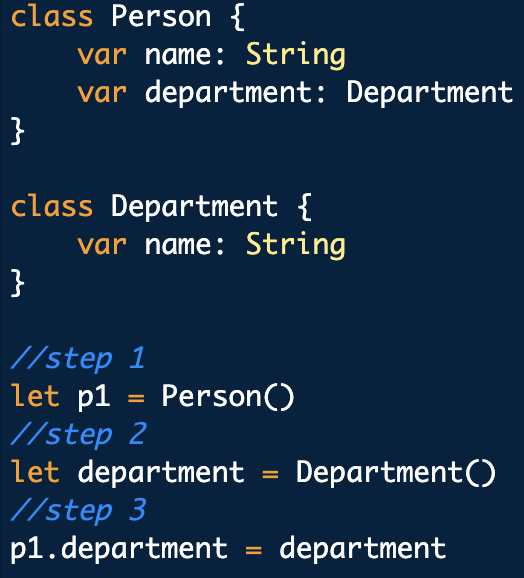 class Person {
    var name: String
    var department: Department
}

class Department {
    var name: String
}

//step 1
let p1 = Person()
//step 2
let department = Department()
//step 3
p1.department = department